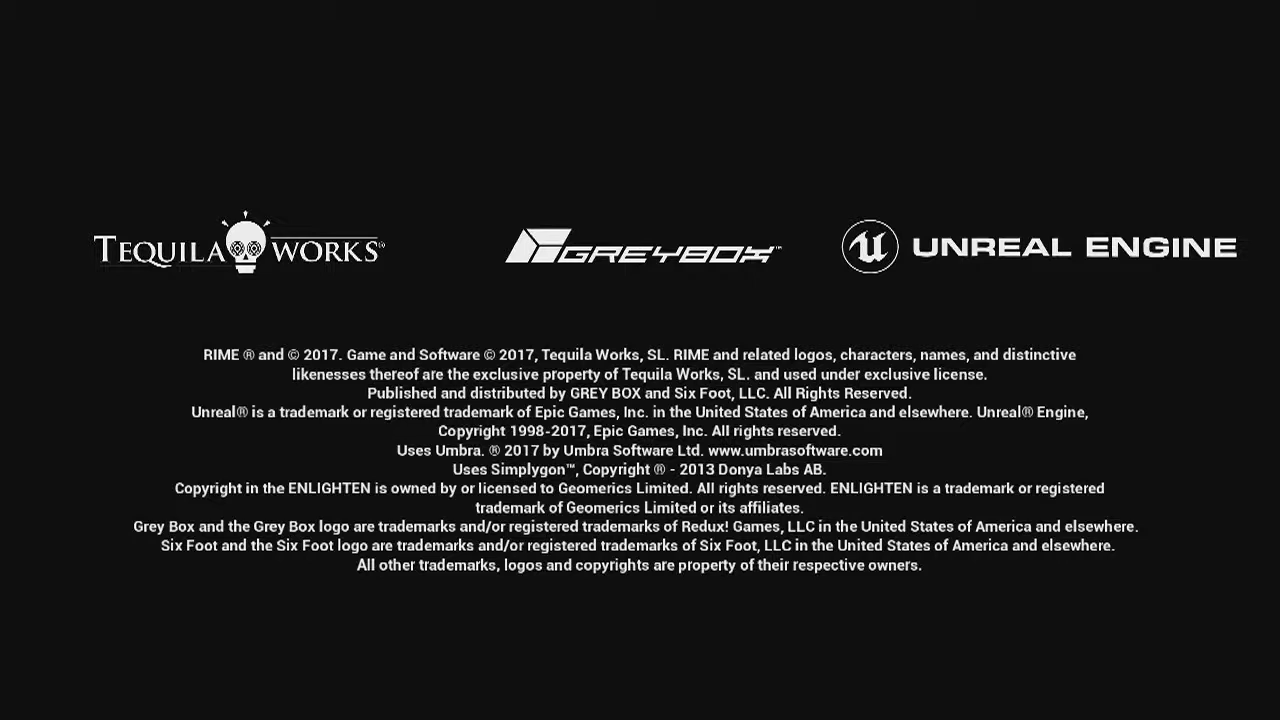 TEQUILA WORKS®
GREYBOX™
UNREAL ENGINE
RIME ® and © 2017. Game and Software © 2017, Tequila Works, SL. RIME and related logos, characters, names, and distinctive
likenesses thereof are the exclusive property of Tequila Works, SL. and used under exclusive license.
Published and distributed by GREY BOX and Six Foot, LLC. All Rights Reserved.
Unreal® is a trademark or registered trademark of Epic Games, Inc. in the United States of America and elsewhere. Unreal® Engine,
Copyright 1998-2017, Epic Games, Inc. All rights reserved.
Uses Umbra. ® 2017 by Umbra Software Ltd. www.umbrasoftware.com
Uses Simplygon™, Copyright ® - 2013 Donya Labs AB.
Copyright in the ENLIGHTEN is owned by or licensed to Geomerics Limited. All rights reserved. ENLIGHTEN is a trademark or registered
trademark of Geomerics Limited or its affiliates.
Grey Box and the Grey Box logo are trademarks and/or registered trademarks of Redux! Games, LLC in the United States of America and elsewhere.
Six Foot and the Six Foot logo are trademarks and/or registered trademarks of Six Foot, LLC in the United States of America and elsewhere.
All other trademarks, logos and copyrights are property of their respective owners.